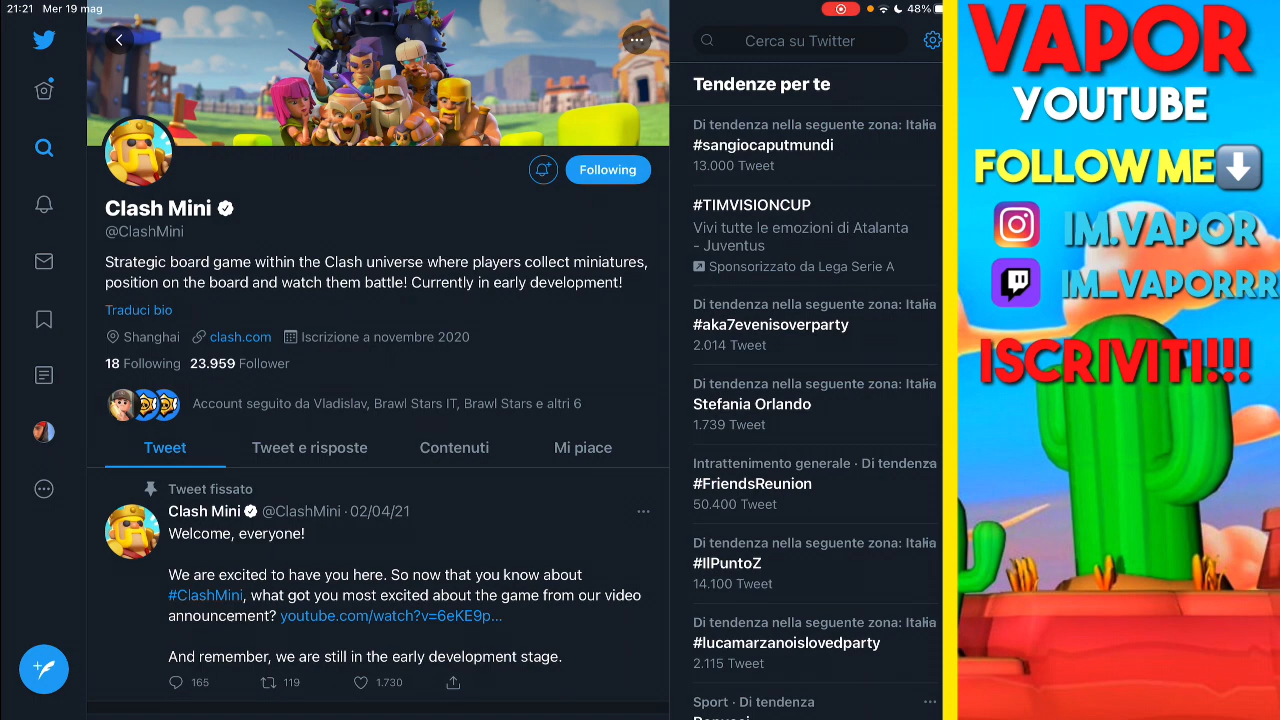 21:21 Mer 19 mag
48%
Clash Mini
@ClashMini
Following
Strategic board game within the Clash universe where players collect miniatures,
position on the board and watch them battle! Currently in early development!
Traduci bio
Shanghai clash.com Iscrizione a novembre 2020
18 Following 23.959 Follower
Account seguito da Vladislav, Brawl Stars IT, Brawl Stars e altri 6
Tweet Tweet e risposte Contenuti Mi piace
Tweet fissato
Clash Mini @ClashMini · 02/04/21
Welcome, everyone!
We are excited to have you here. So now that you know about
#ClashMini, what got you most excited about the game from our video
announcement? youtube.com/watch?v=6eKE9p...
And remember, we are still in the early development stage.
165 119 1.730
Cerca su Twitter
Tendenze per te
Di tendenza nella seguente zona: Italia
#sangiocaputmundi
13.000 Tweet
#TIMVISIONCUP
Vivi tutte le emozioni di Atalanta
- Juventus
Sponsorizzato da Lega Serie A
Di tendenza nella seguente zona: Italia
#aka7evenisoverparty
2.014 Tweet
Di tendenza nella seguente zona: Italia
Stefania Orlando
1.739 Tweet
Intrattenimento generale · Di tendenza
#FriendsReunion
50.400 Tweet
Di tendenza nella seguente zona: Italia
#IlPuntoZ
14.100 Tweet
Di tendenza nella seguente zona: Italia
#lucamarzanoislovedparty
2.115 Tweet
Sport · Di tendenza
VAPOR
YOUTUBE
FOLLOW ME
IM.VAPOR
IM_VAPORRR
ISCRIVITI!!!